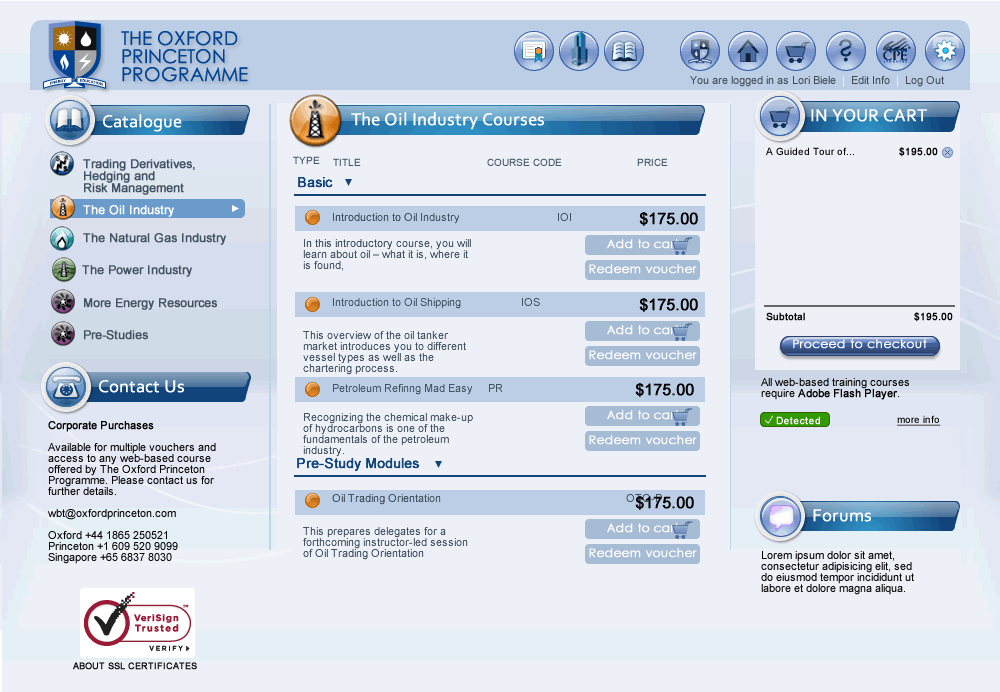 THE OXFORD
PRINCETON
PROGRAMME
ENERGY EDUCATION
CPE
You are logged in as Lori Biele | Edit Info | Log Out
Catalogue
Trading Derivatives,
Hedging and
Risk Management
The Oil Industry
The Natural Gas Industry
The Power Industry
More Energy Resources
Pre-Studies
Contact Us
Corporate Purchases
Available for multiple vouchers and
access to any web-based course
offered by The Oxford Princeton
Programme. Please contact us for
further details.
wbt@oxfordprinceton.com
Oxford +44 1865 250521
Princeton +1 609 520 9099
Singapore +65 6837 8030
VeriSign
Trusted
VERIFY
ABOUT SSL CERTIFICATES
The Oil Industry Courses
TYPE TITLE COURSE CODE PRICE
Basic
Introduction to Oil Industry IOI $175.00
In this introductory course, you will
learn about oil – what it is, where it
is found,
Add to car
Redeem voucher
Introduction to Oil Shipping IOS $175.00
This overview of the oil tanker
market introduces you to different
vessel types as well as the
chartering process.
Add to car
Redeem voucher
Petroleum Refinng Mad Easy PR $175.00
Recognizing the chemical make-up
of hydrocarbons is one of the
fundamentals of the petroleum
industry.
Add to car
Redeem voucher
Pre-Study Modules
Oil Trading Orientation $175.00
This prepares delegates for a
forthcoming instructor-led session
of Oil Trading Orientation
Add to car
Redeem voucher
IN YOUR CART
A Guided Tour of... $195.00
Subtotal $195.00
Proceed to checkout
All web-based training courses
require Adobe Flash Player.
Detected
more info
Forums
Lorem ipsum dolor sit amet,
consectetur adipisicing elit, sed
do eiusmod tempor incididunt ut
labore et dolore magna aliqua.